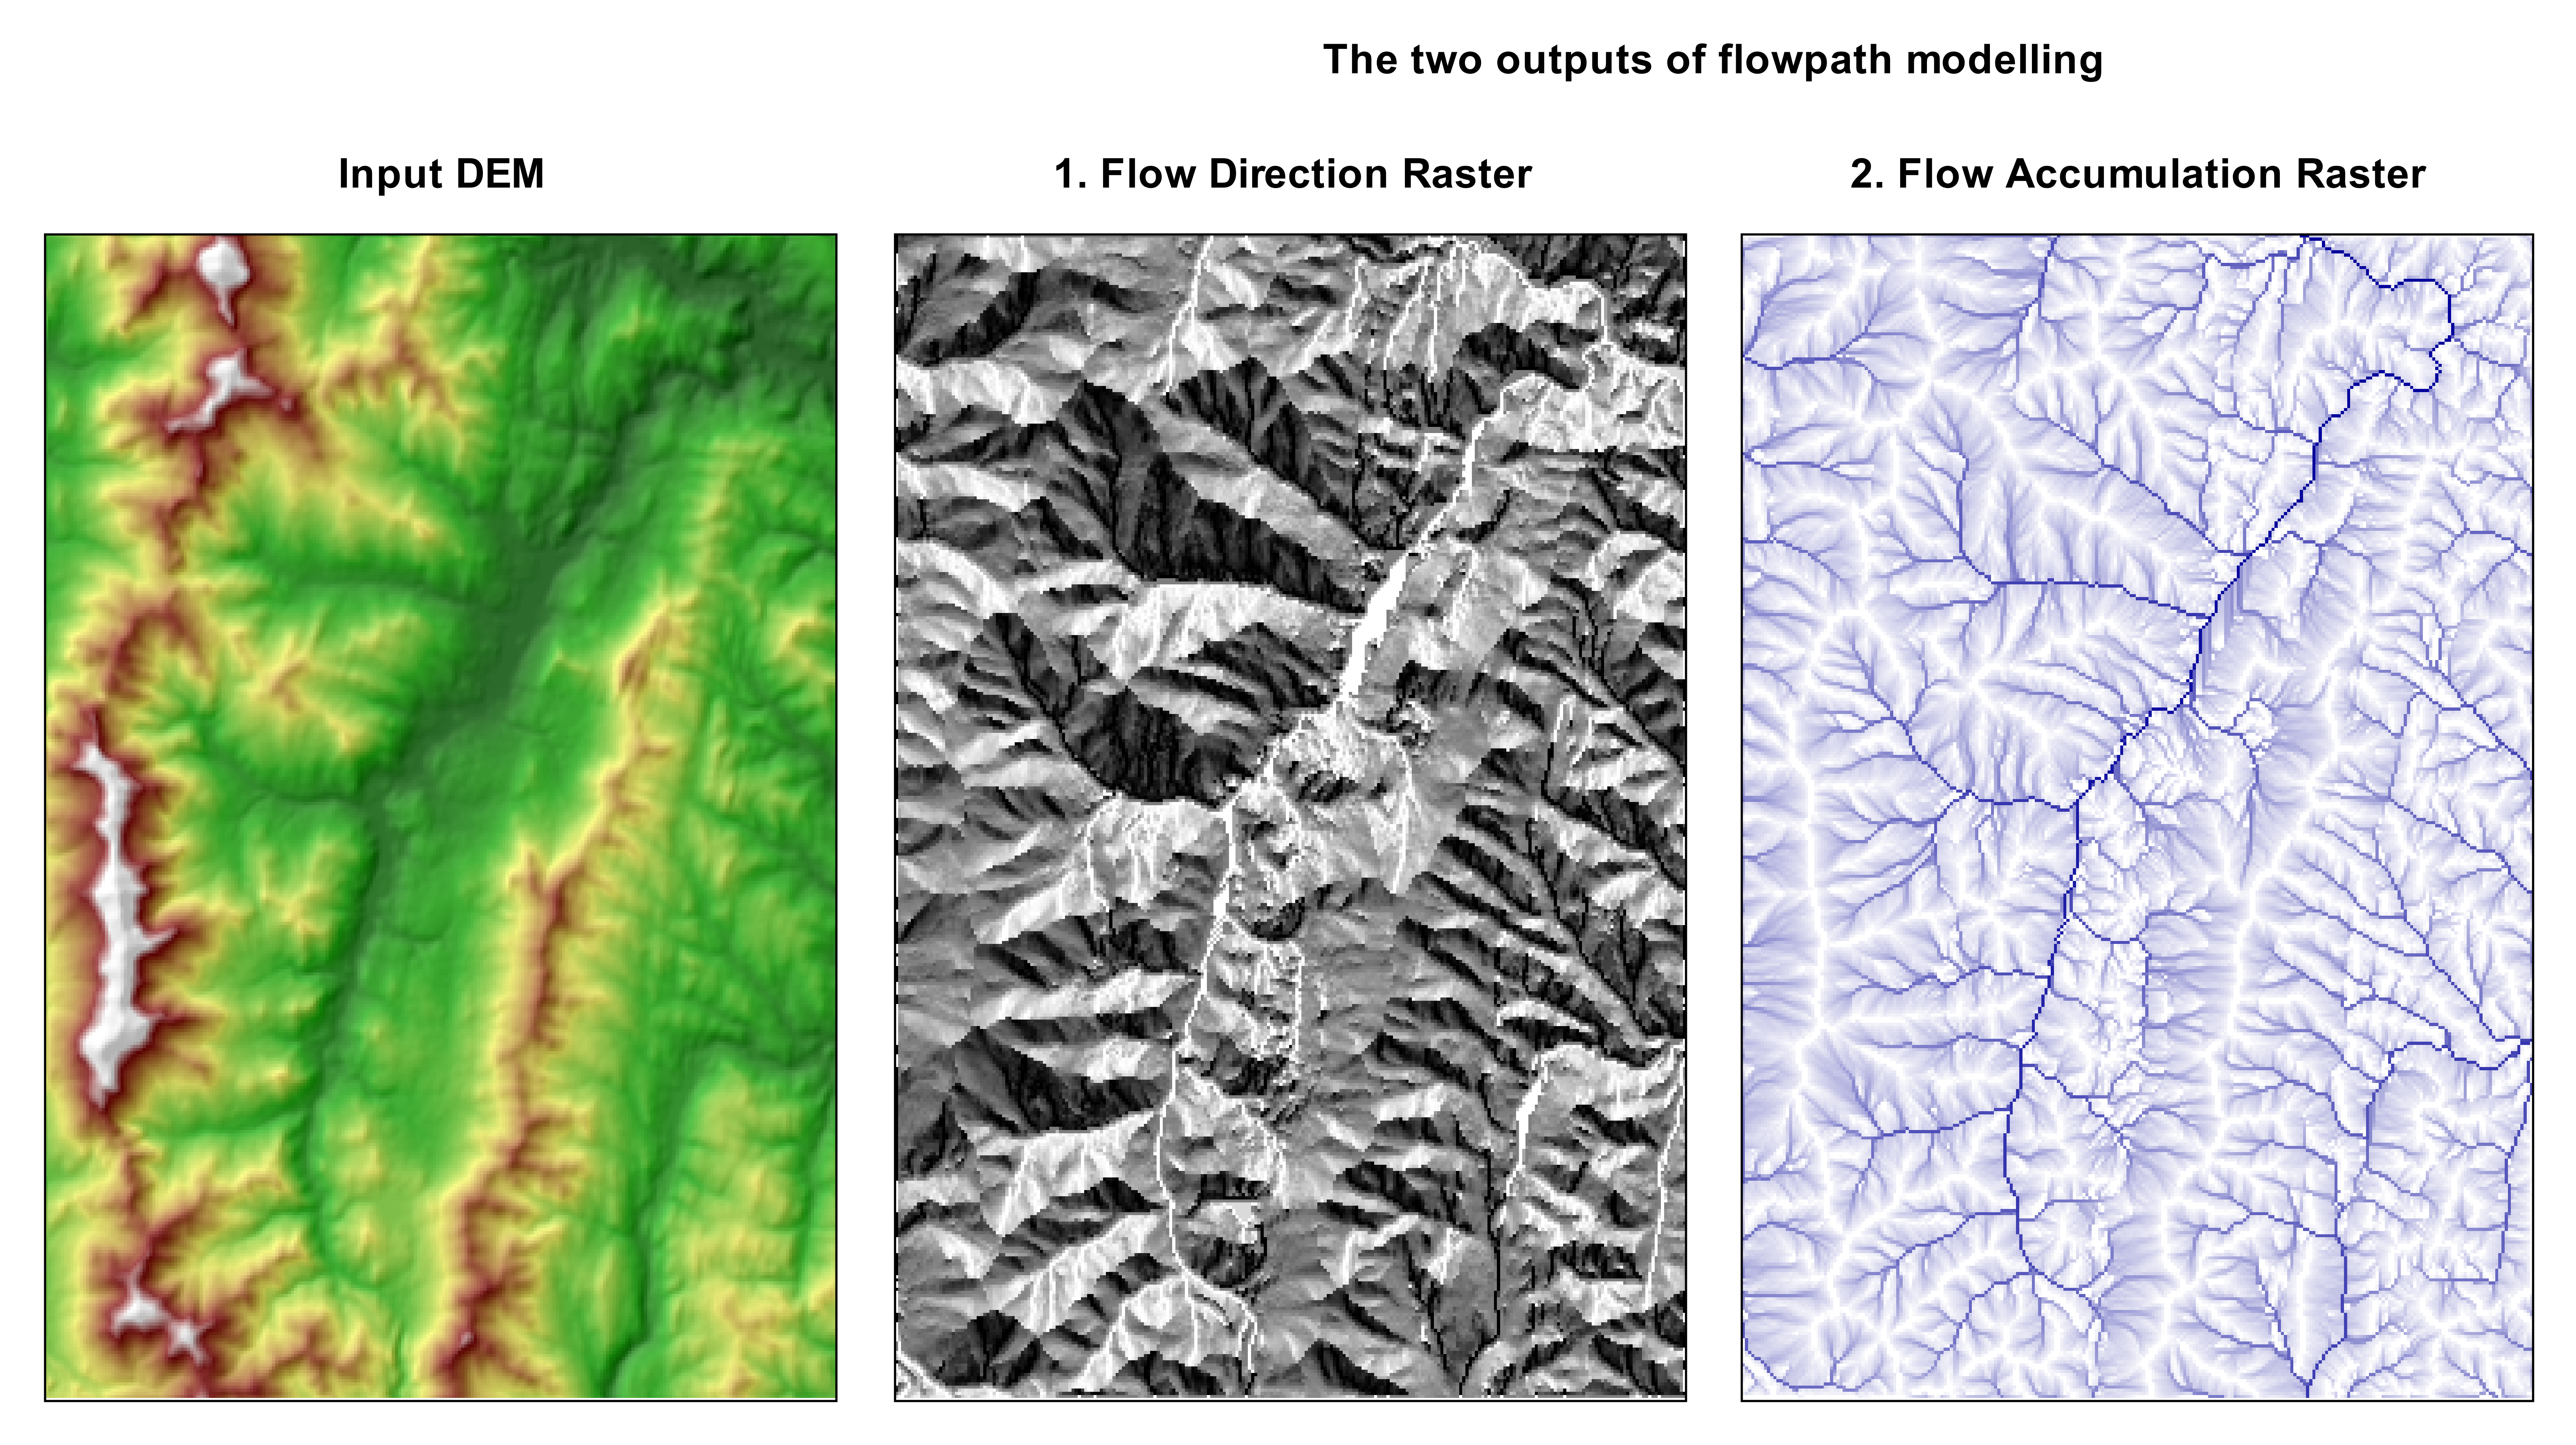 The two outputs of flowpath modelling
Input DEM
1. Flow Direction Raster
2. Flow Accumulation Raster